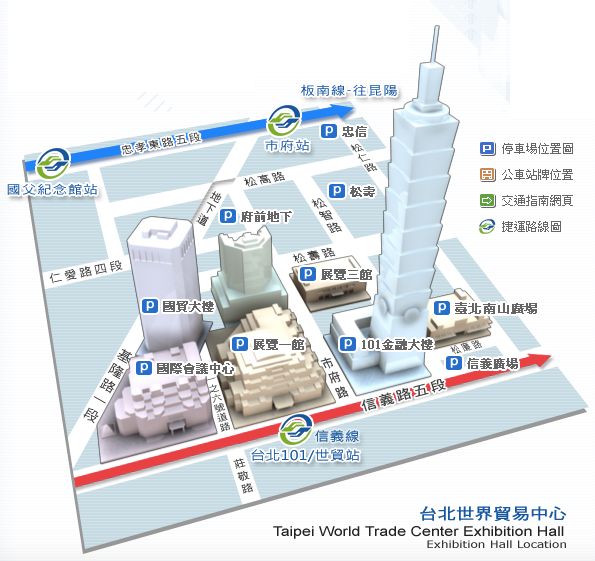 板南線-往昆陽
忠孝東路五段
P 忠信
市府站
國父紀念館站
松仁路
松高路
地下道
P 松壽
P 府前地下
松智路
仁愛路四段
松壽路
P 展覽三館
P 國貿大樓
P 臺北南山廣場
P 展覽一館
P 101金融大樓
松廉路
P 信義廣場
P 國際會議中心
基隆路一段
市府路
信義路五段
之六號道路
信義線
台北101/世貿站
莊敬路
P 停車場位置圖
公車站牌位置
交通指南網頁
捷運路線圖
台北世界貿易中心
Taipei World Trade Center Exhibition Hall
Exhibition Hall Location